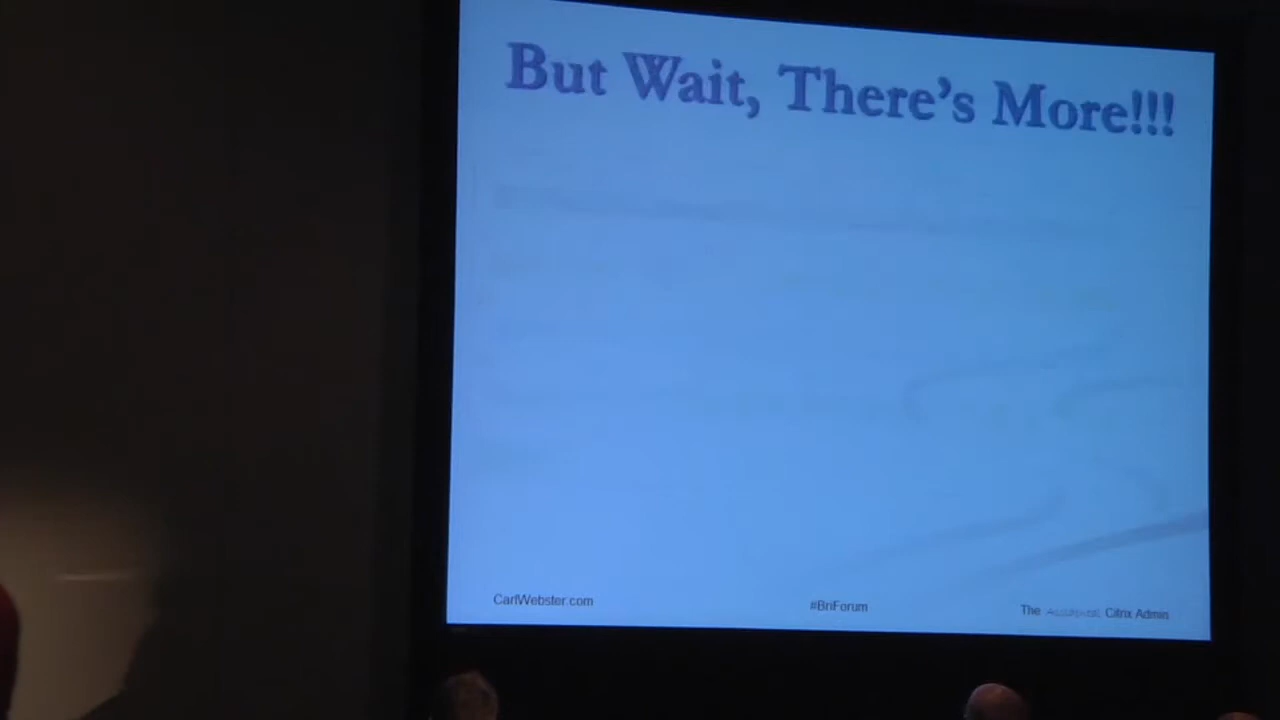 But Wait, There's More!!!
CarlWebster.com
#BriForum
The Citrix Admin